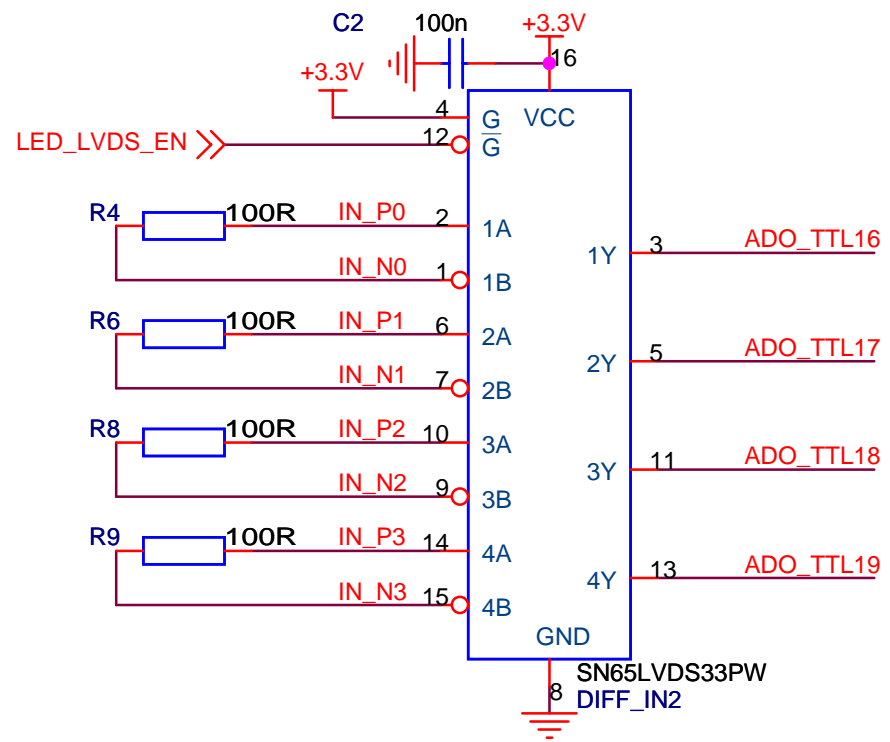 C2 100n +3.3V
16
+3.3V
4 G VCC
LED_LVDS_EN 12 G
R4 100R IN_P0 2 1A
1Y 3 ADO_TTL16
IN_N0 1 1B
R6 100R IN_P1 6 2A
2Y 5 ADO_TTL17
IN_N1 7 2B
R8 100R IN_P2 10 3A
3Y 11 ADO_TTL18
IN_N2 9 3B
R9 100R IN_P3 14 4A
4Y 13 ADO_TTL19
IN_N3 15 4B
GND
SN65LVDS33PW
8 DIFF_IN2